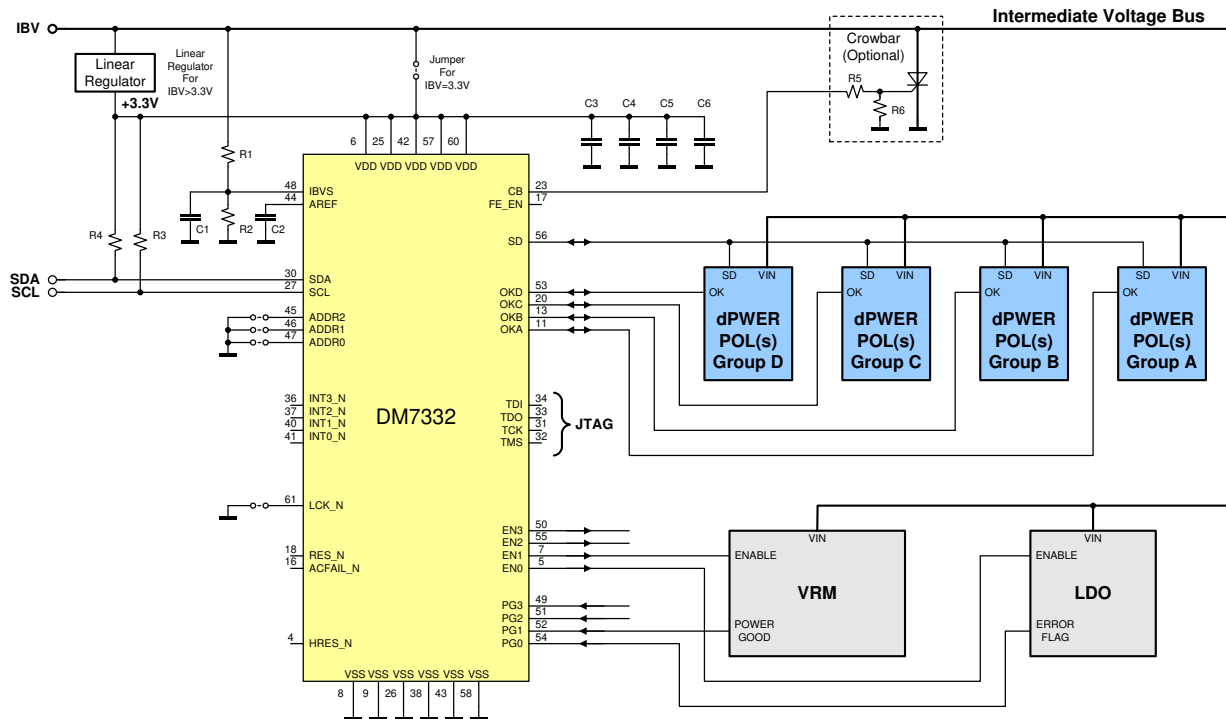 Intermediate Voltage Bus
IBV
Linear
Regulator
Linear
Regulator
For
IBV>3.3V
+3.3V
Jumper
For
IBV=3.3V
Crowbar
(Optional)
R5
R6
C3
C4
C5
C6
6
25
42
57
60
VDD
VDD
VDD
VDD
VDD
R1
R2
C1
C2
R4
R3
48
IBVS
44
AREF
SDA
30
SDA
SCL
27
SCL
45
ADDR2
46
ADDR1
47
ADDR0
36
INT3_N
37
INT2_N
40
INT1_N
41
INT0_N
61
LCK_N
18
RES_N
16
ACFAIL_N
4
HRES_N
DM7332
CB
23
FE_EN
17
SD
56
OKD
53
OKC
20
OKB
13
OKA
11
TDI
34
TDO
33
TCK
31
TMS
32
JTAG
EN3
50
EN2
55
EN1
7
EN0
5
PG3
49
PG2
51
PG1
52
PG0
54
VSS
VSS
VSS
VSS
VSS
VSS
8
9
26
38
43
58
SD
VIN
OK
dPWER
POL(s)
Group D
SD
VIN
OK
dPWER
POL(s)
Group C
SD
VIN
OK
dPWER
POL(s)
Group B
SD
VIN
OK
dPWER
POL(s)
Group A
VIN
ENABLE
VRM
POWER
GOOD
VIN
ENABLE
LDO
ERROR
FLAG